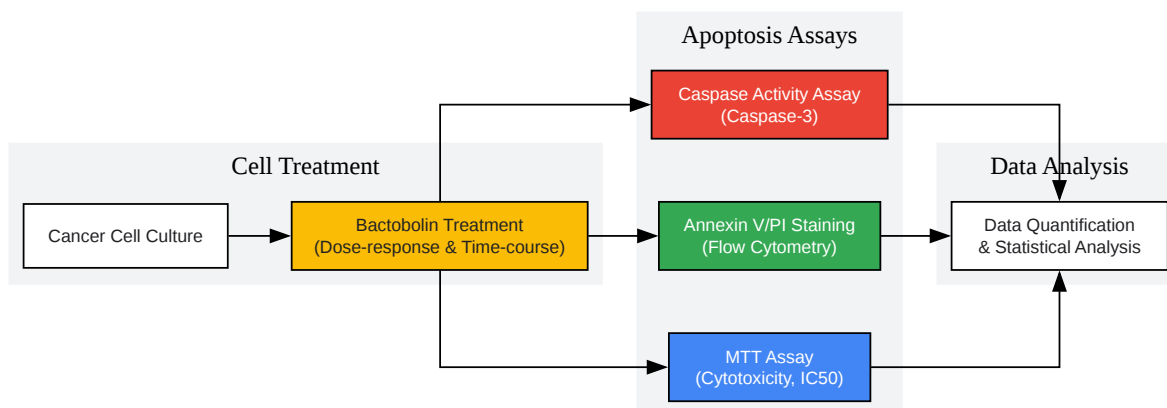 Apoptosis Assays
Caspase Activity Assay
(Caspase-3)
Cell Treatment
Data Analysis
Cancer Cell Culture
Bactobolin Treatment
(Dose-response & Time-course)
Annexin V/PI Staining
(Flow Cytometry)
Data Quantification
& Statistical Analysis
MTT Assay
(Cytotoxicity, IC50)